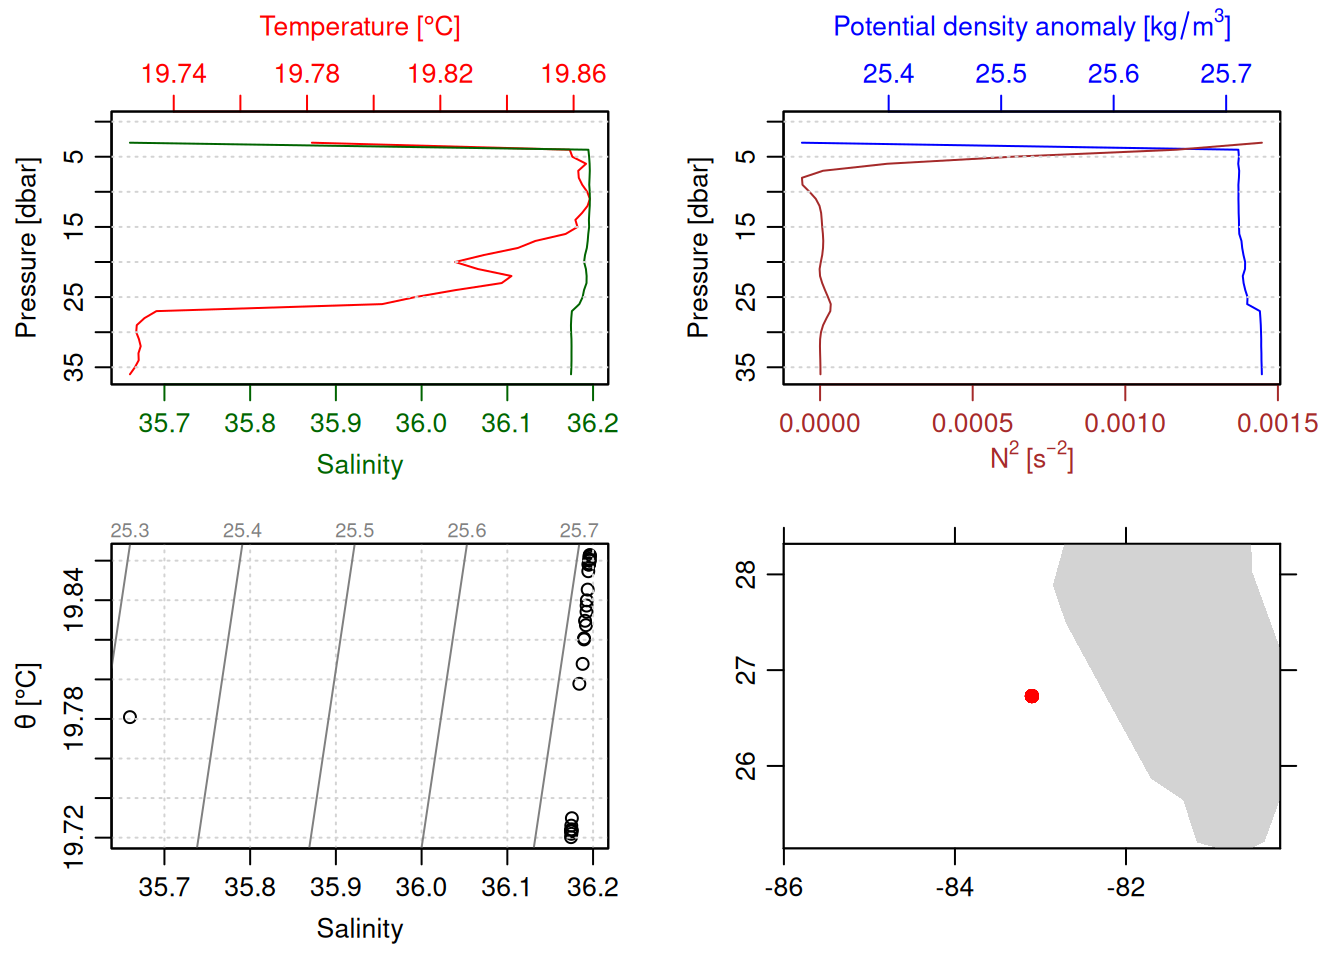 Temperature [°C]
19.74 19.78 19.82 19.86
Pressure [dbar]
5
15
25
35
35.7 35.8 35.9 36.0 36.1 36.2
Salinity
Potential density anomaly [kg/m³]
25.4 25.5 25.6 25.7
Pressure [dbar]
5
15
25
35
0.0000 0.0005 0.0010 0.0015
N² [s⁻²]
25.3 25.4 25.5 25.6 25.7
θ [°C]
19.84
19.78
19.72
35.7 35.8 35.9 36.0 36.1 36.2
Salinity
28
27
26
-86 -84 -82